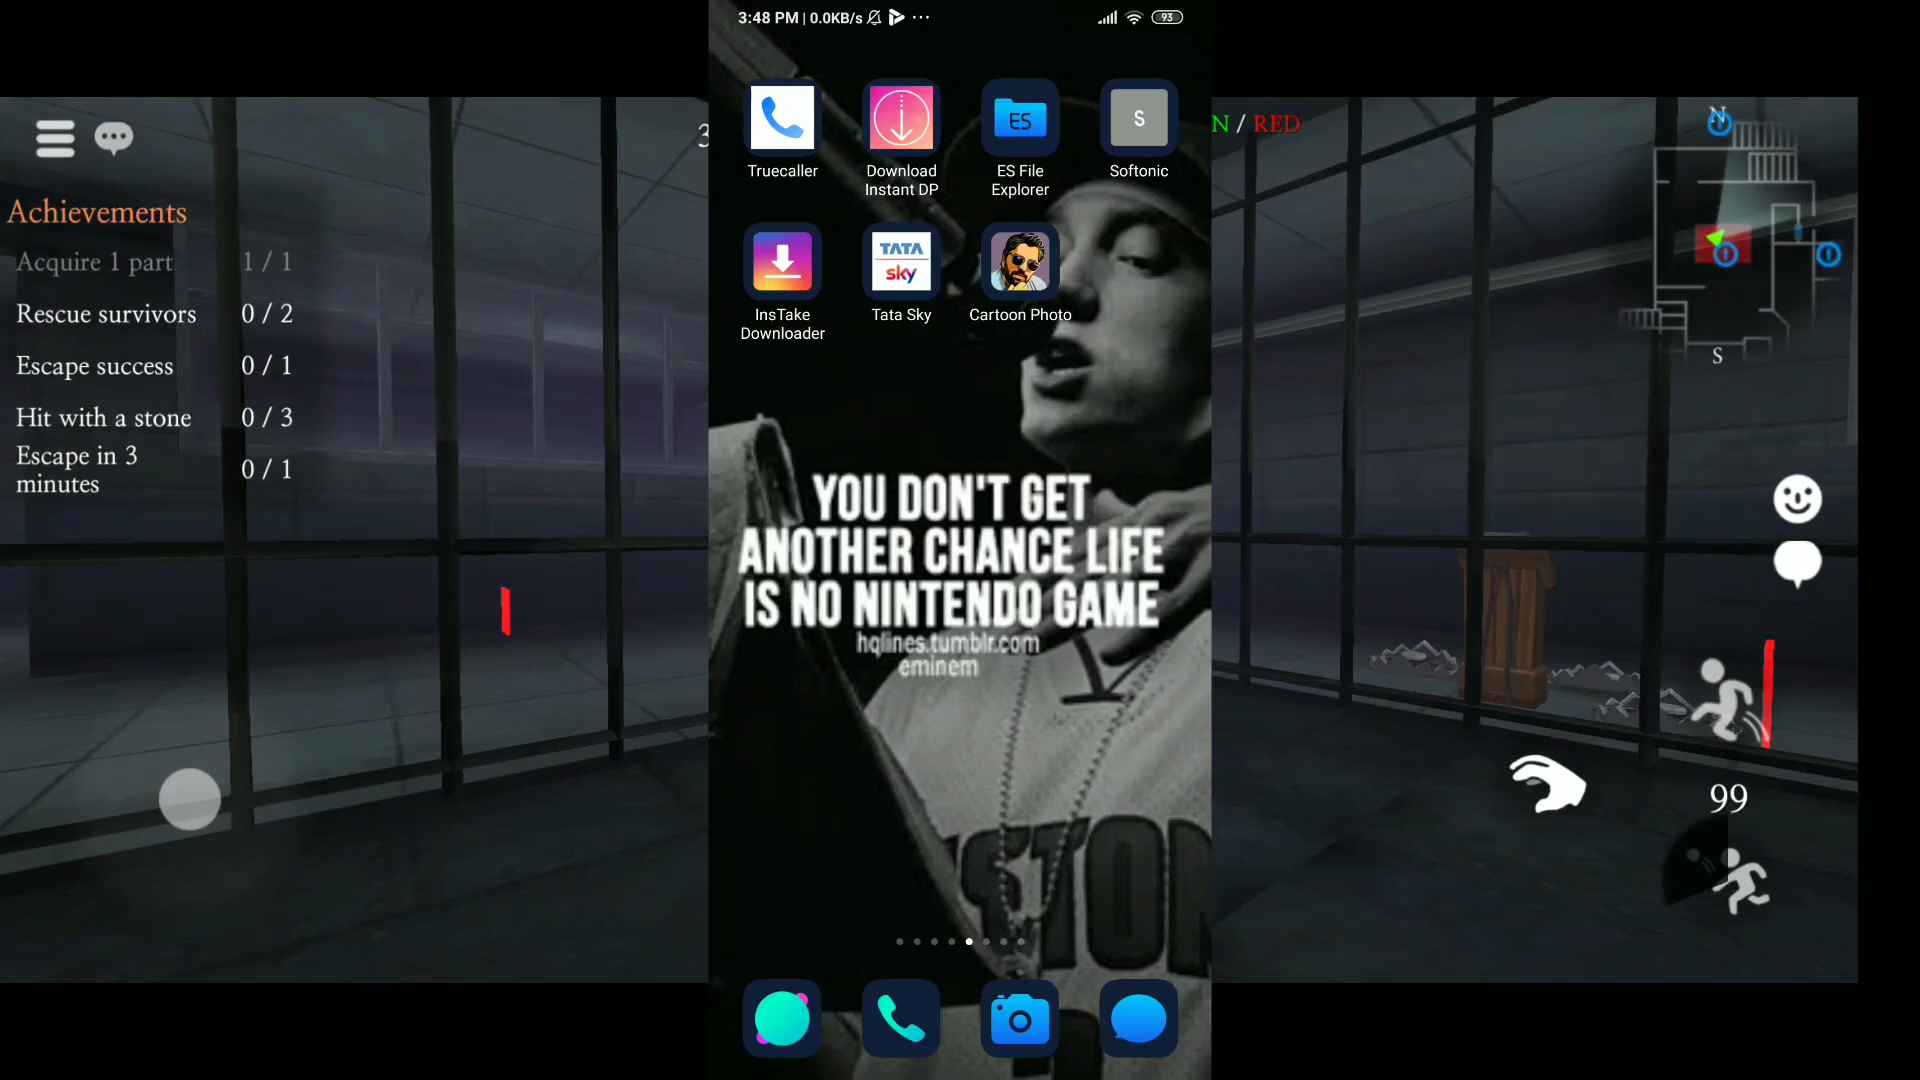 3:48 PM | 0.0KB/s
93
Truecaller
Download
Instant DP
ES
ES File
Explorer
S
Softonic
InsTake
Downloader
TATA
sky
Tata Sky
Cartoon Photo
YOU DON'T GET
ANOTHER CHANCE LIFE
IS NO NINTENDO GAME
hqlines.tumblr.com
eminem
3
Achievements
Acquire 1 part 1 / 1
Rescue survivors 0 / 2
Escape success 0 / 1
Hit with a stone 0 / 3
Escape in 3
minutes 0 / 1
N / RED
N
S
99